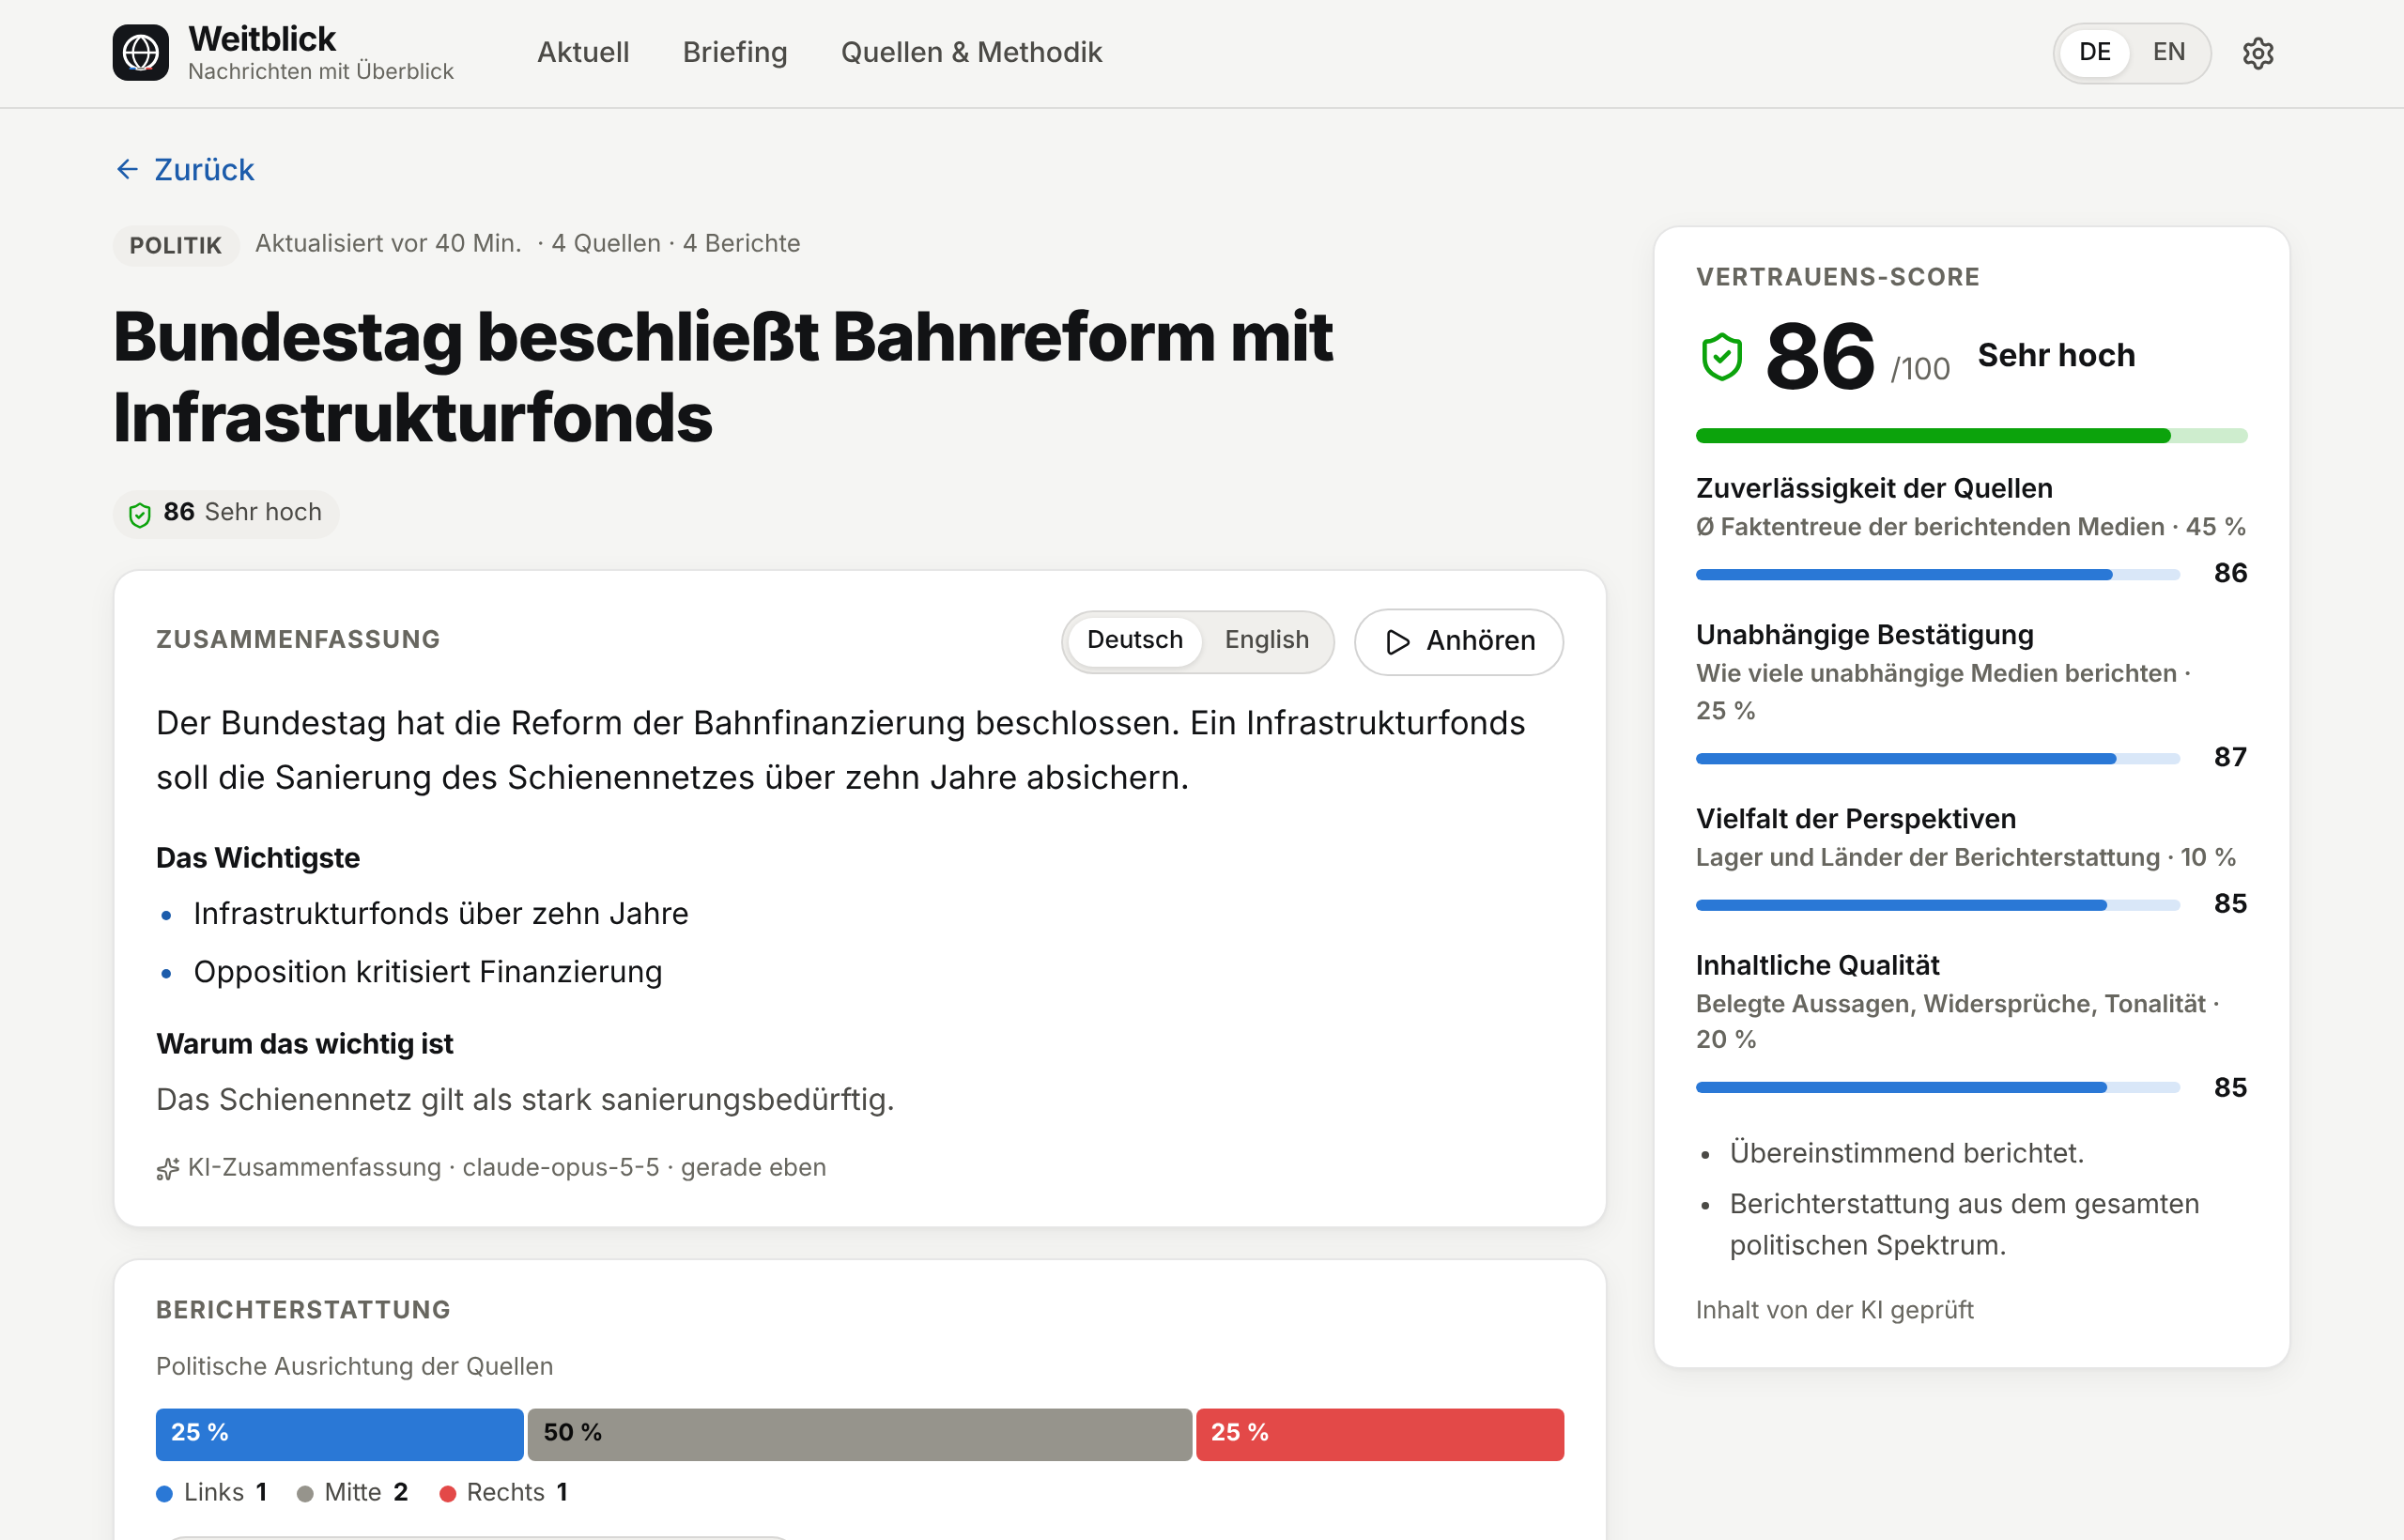 Weitblick
Nachrichten mit Überblick
Aktuell
Briefing
Quellen & Methodik
DE
EN
Zurück
POLITIK
Aktualisiert vor 40 Min. · 4 Quellen · 4 Berichte
Bundestag beschließt Bahnreform mit
Infrastrukturfonds
86 Sehr hoch
ZUSAMMENFASSUNG
Deutsch
English
Anhören
Der Bundestag hat die Reform der Bahnfinanzierung beschlossen. Ein Infrastrukturfonds
soll die Sanierung des Schienennetzes über zehn Jahre absichern.
Das Wichtigste
• Infrastrukturfonds über zehn Jahre
• Opposition kritisiert Finanzierung
Warum das wichtig ist
Das Schienennetz gilt als stark sanierungsbedürftig.
KI-Zusammenfassung · claude-opus-5-5 · gerade eben
BERICHTERSTATTUNG
Politische Ausrichtung der Quellen
25 %
50 %
25 %
Links 1
Mitte 2
Rechts 1
VERTRAUENS-SCORE
86 /100 Sehr hoch
Zuverlässigkeit der Quellen
Ø Faktentreue der berichtenden Medien · 45 %
86
Unabhängige Bestätigung
Wie viele unabhängige Medien berichten ·
25 %
87
Vielfalt der Perspektiven
Lager und Länder der Berichterstattung · 10 %
85
Inhaltliche Qualität
Belegte Aussagen, Widersprüche, Tonalität ·
20 %
85
• Übereinstimmend berichtet.
• Berichterstattung aus dem gesamten
politischen Spektrum.
Inhalt von der KI geprüft